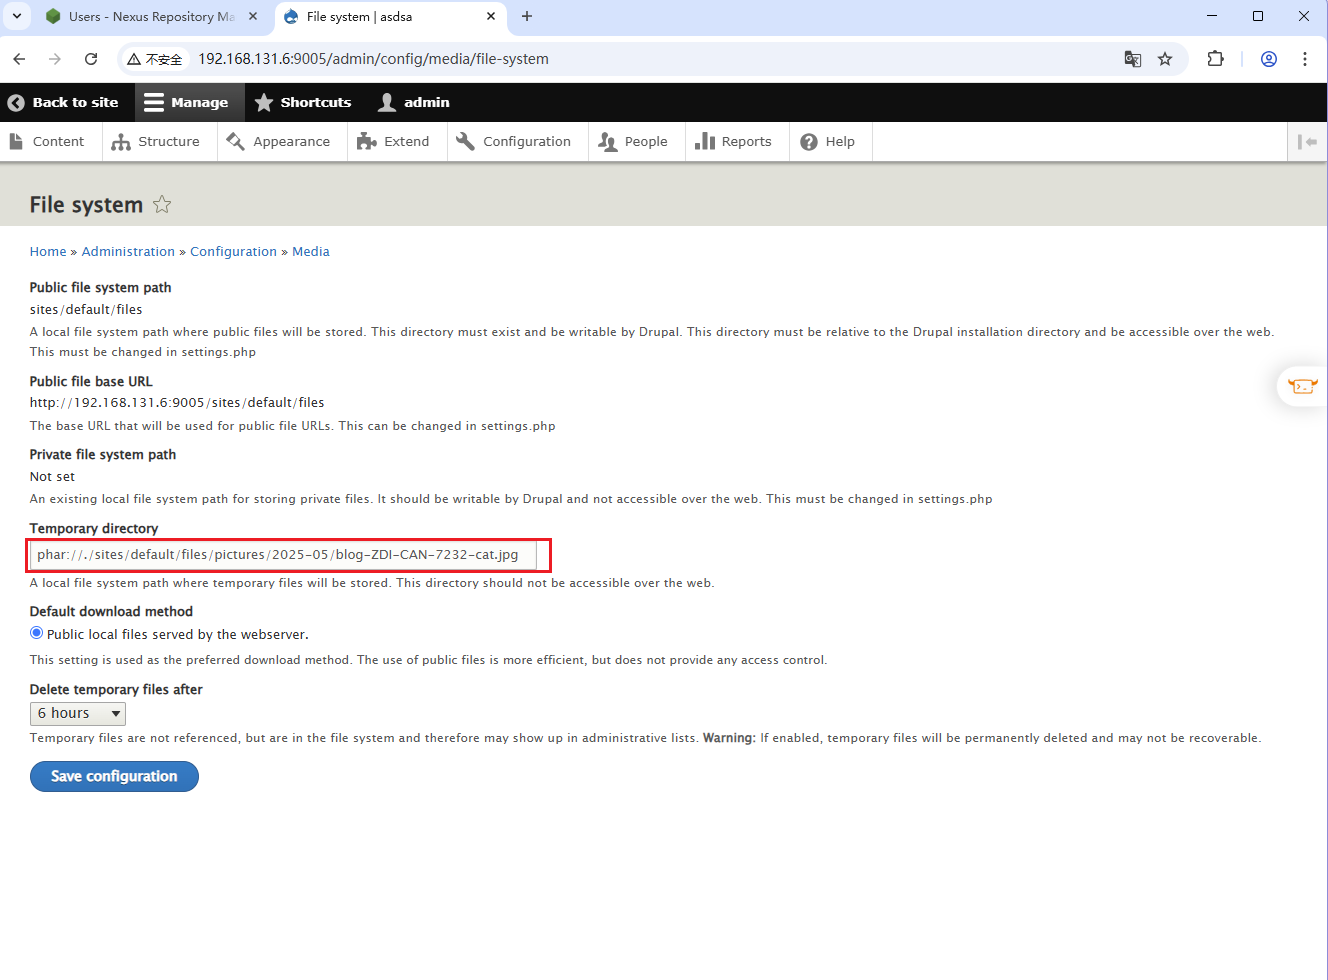 Users - Nexus Repository Ma
File system | asdsa
不安全
192.168.131.6:9005/admin/config/media/file-system
Back to site
Manage
Shortcuts
admin
Content
Structure
Appearance
Extend
Configuration
People
Reports
Help
File system
Home » Administration » Configuration » Media
Public file system path
sites/default/files
A local file system path where public files will be stored. This directory must exist and be writable by Drupal. This directory must be relative to the Drupal installation directory and be accessible over the web.
This must be changed in settings.php
Public file base URL
http://192.168.131.6:9005/sites/default/files
The base URL that will be used for public file URLs. This can be changed in settings.php
Private file system path
Not set
An existing local file system path for storing private files. It should be writable by Drupal and not accessible over the web. This must be changed in settings.php
Temporary directory
phar://./sites/default/files/pictures/2025-05/blog-ZDI-CAN-7232-cat.jpg
A local file system path where temporary files will be stored. This directory should not be accessible over the web.
Default download method
Public local files served by the webserver.
This setting is used as the preferred download method. The use of public files is more efficient, but does not provide any access control.
Delete temporary files after
6 hours
Temporary files are not referenced, but are in the file system and therefore may show up in administrative lists. Warning: If enabled, temporary files will be permanently deleted and may not be recoverable.
Save configuration